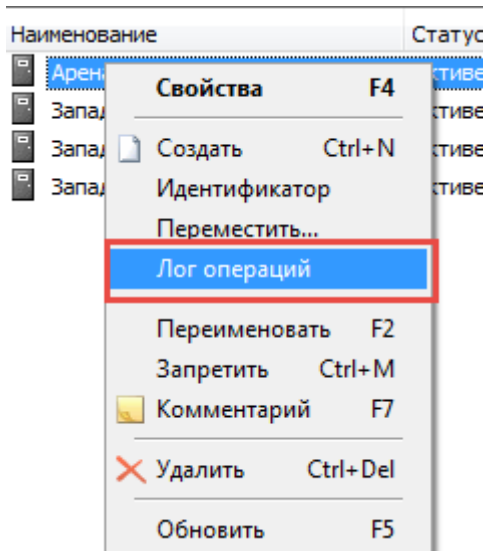 Наименование Статус
Свойства F4
Создать Ctrl+N
Идентификатор
Переместить...
Лог операций
Переименовать F2
Запретить Ctrl+M
Комментарий F7
Удалить Ctrl+Del
Обновить F5